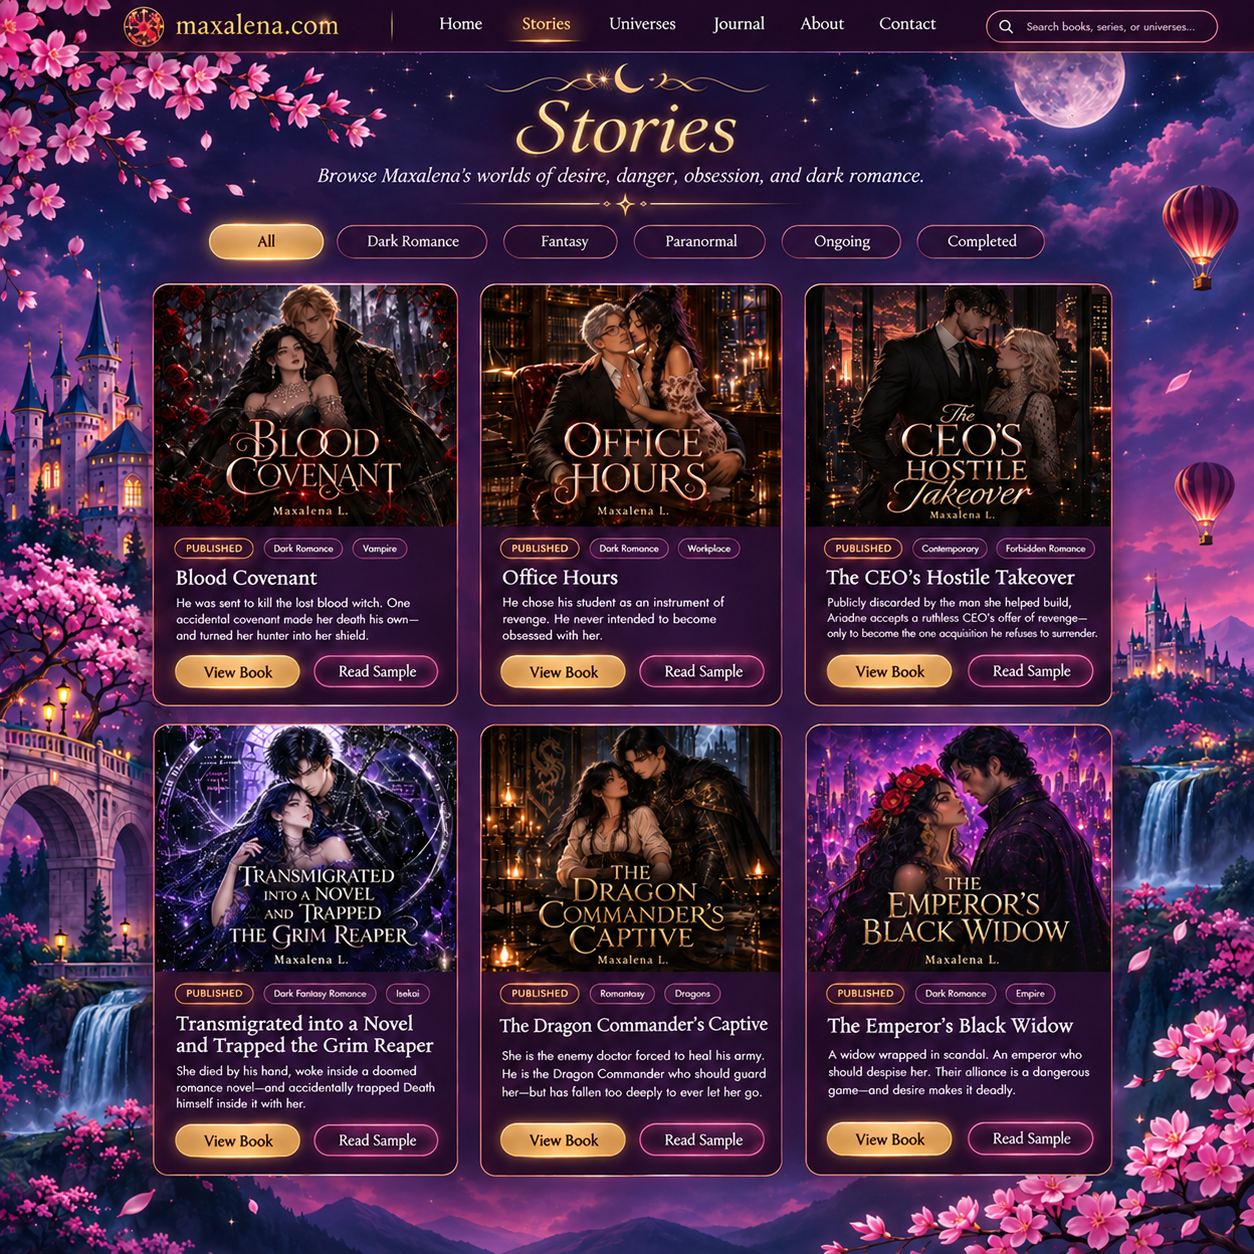 maxalena.com
Home
Stories
Universes
Journal
About
Contact
Search books, series, or universes...
Stories
Browse Maxalena's worlds of desire, danger, obsession, and dark romance.
All
Dark Romance
Fantasy
Paranormal
Ongoing
Completed
BLOOD
COVENANT
PUBLISHED
Dark Romance
Vampire
Blood Covenant
He was sent to kill the lost blood witch. One
accidental covenant made her death his own—
and turned her hunter into her shield.
View Book
Read Sample
OFFICE
HOURS
Maxalena L.
PUBLISHED
Dark Romance
Workplace
Office Hours
He chose his student as an instrument of
revenge. He never intended to become
obsessed with her.
View Book
Read Sample
The
CEO'S
HOSTILE
Takeover
Maxalena L.
PUBLISHED
Contemporary
Forbidden Romance
The CEO's Hostile Takeover
Publicly discarded by the man she helped build,
Ariadne accepts a ruthless CEO's offer of revenge—
only to become the one acquisition he refuses to surrender.
View Book
Read Sample
TRANSMIGRATED
INTO A NOVEL
AND TRAPPED
THE GRIM REAPER
Maxalena L.
PUBLISHED
Dark Fantasy Romance
Isekai
Transmigrated into a Novel
and Trapped the Grim Reaper
She died by his hand, woke inside a doomed
romance novel—and accidentally trapped Death
himself inside it with her.
View Book
Read Sample
THE
DRAGON
COMMANDER'S
CAPTIVE
Maxalena L.
PUBLISHED
Romantasy
Dragons
The Dragon Commander's Captive
She is the enemy doctor forced to heal his army.
He is the Dragon Commander who should guard
her—but has fallen too deeply to ever let her go.
View Book
Read Sample
THE
EMPEROR'S
BLACK WIDOW
Maxalena L.
PUBLISHED
Dark Romance
Empire
The Emperor's Black Widow
A widow wrapped in scandal. An emperor who
should despise her. Their alliance is a dangerous
game—and desire makes it deadly.
View Book
Read Sample